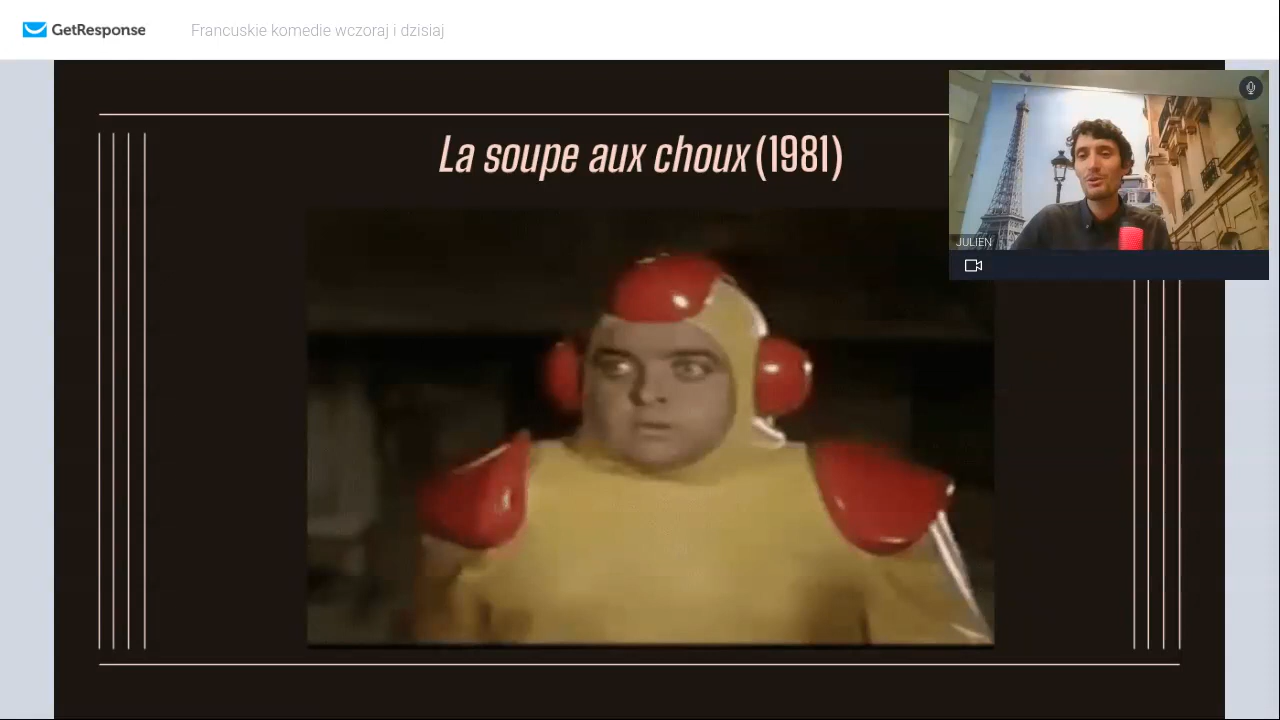 GetResponse
Francuskie komedie wczoraj i dzisiaj
La soupe aux choux (1981)
JULIEN